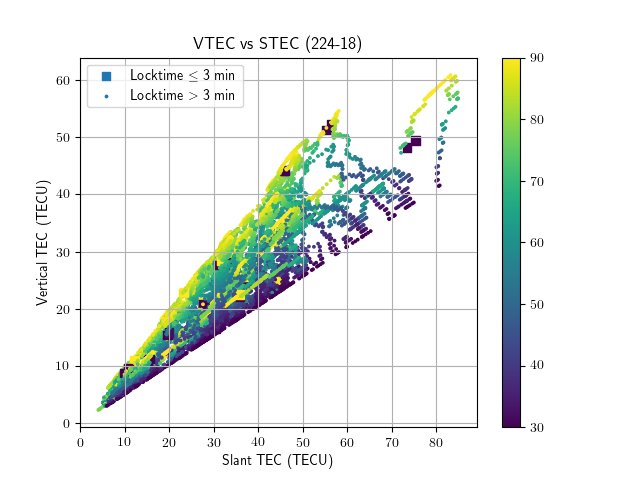 VTEC vs STEC (224-18)
Locktime ≤ 3 min
Locktime > 3 min
Vertical TEC (TECU)
60
50
40
30
20
10
0
0 10 20 30 40 50 60 70 80
Slant TEC (TECU)
90
80
70
60
50
40
30